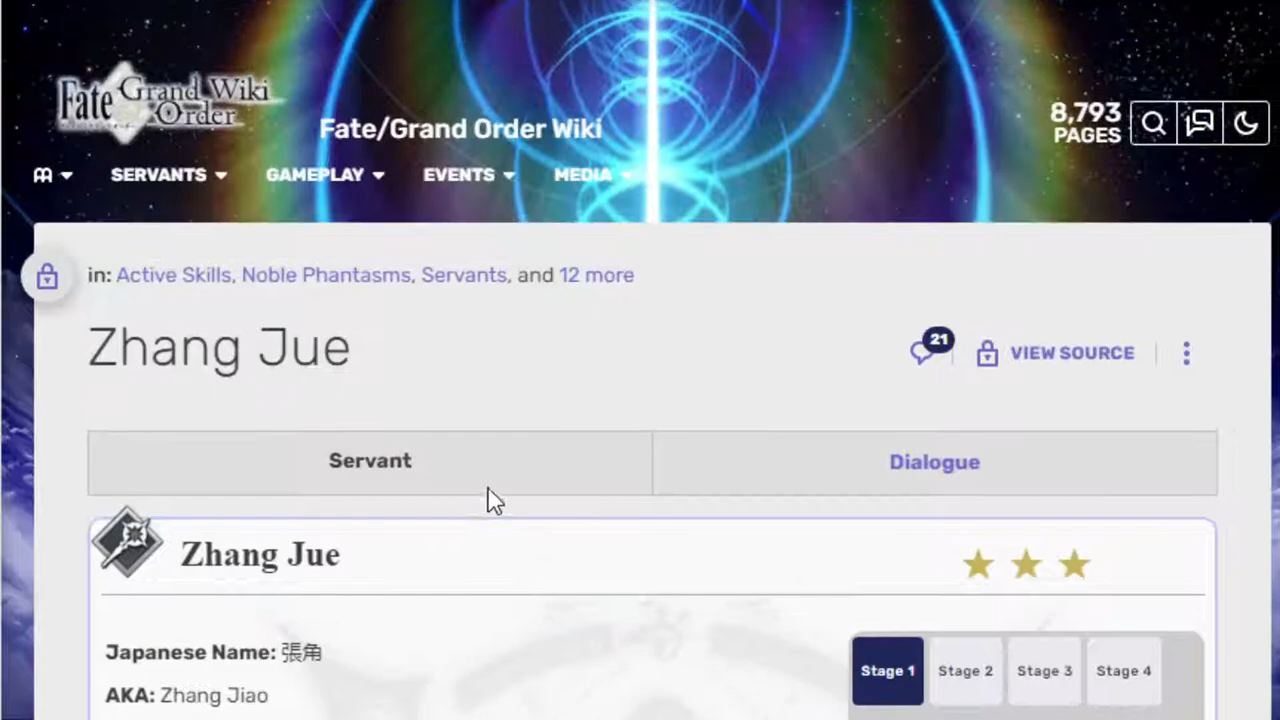 Fate Grand Wiki
Order
Fate/Grand Order Wiki
8,793
PAGES
SERVANTS GAMEPLAY EVENTS MEDIA
in: Active Skills, Noble Phantasms, Servants, and 12 more
Zhang Jue
21
VIEW SOURCE
Servant
Dialogue
Zhang Jue
Japanese Name: 張角
AKA: Zhang Jiao
Stage 1 Stage 2 Stage 3 Stage 4